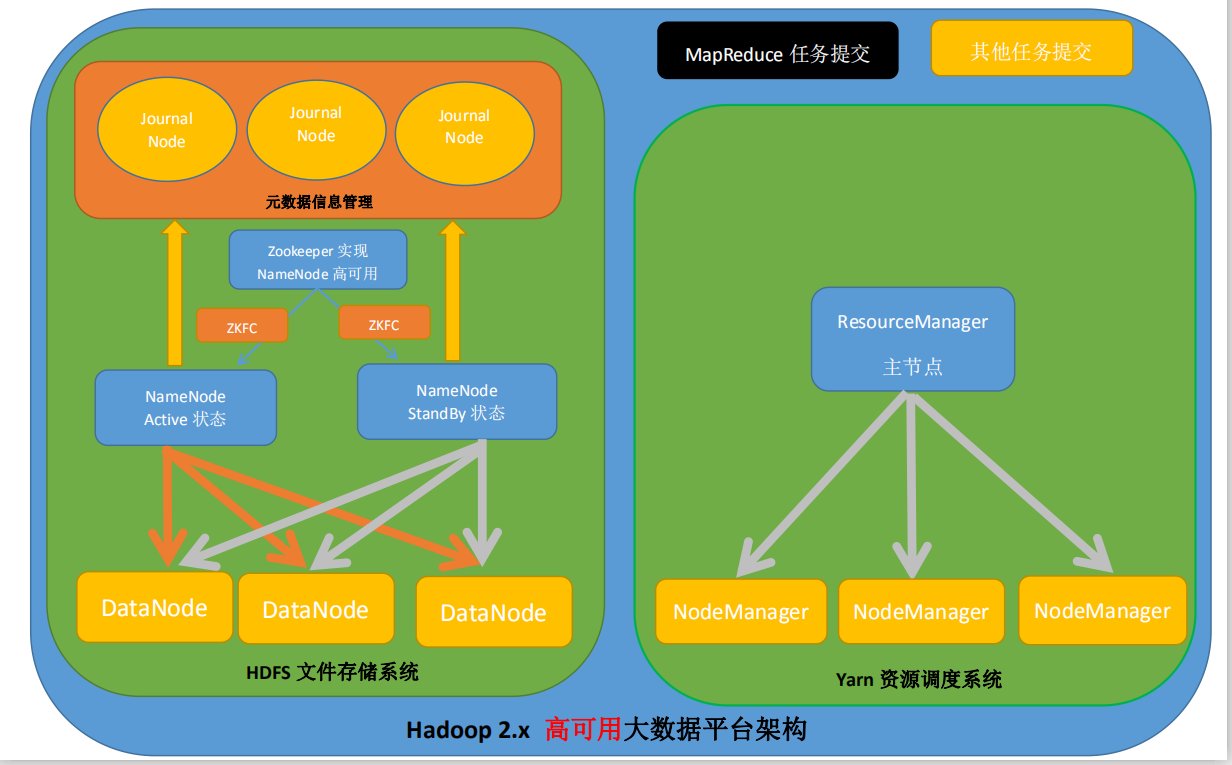 MapReduce 任务提交
其他任务提交
Journal
Node
Journal
Node
Journal
Node
元数据信息管理
Zookeeper 实现
NameNode 高可用
ZKFC
ZKFC
NameNode
Active 状态
NameNode
StandBy 状态
DataNode
DataNode
DataNode
HDFS 文件存储系统
ResourceManager
主节点
NodeManager
NodeManager
NodeManager
Yarn 资源调度系统
Hadoop 2.x 高可用大数据平台架构